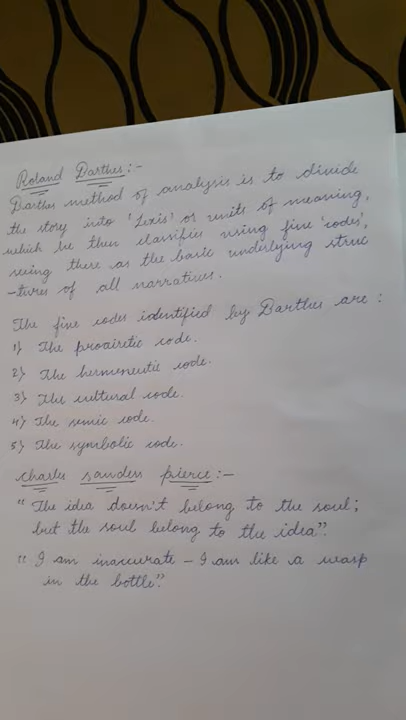 Roland Barthes :-
Barthes method of analysis is to divide
the story into 'Lexis' or units of meaning,
which he then classifies using five 'codes',
seeing there as the basic underlying struc
-tures of all narratives.
The five codes identified by Barthes are :
1) The proairetic code.
2) The hermeneutic code.
3) The cultural code.
4) The semic code.
5) The symbolic code.
Charles sanders pierce :-
"The idea doesn't belong to the soul;
but the soul belong to the idea".
"I am inaccurate - I am like a wasp
in the bottle".